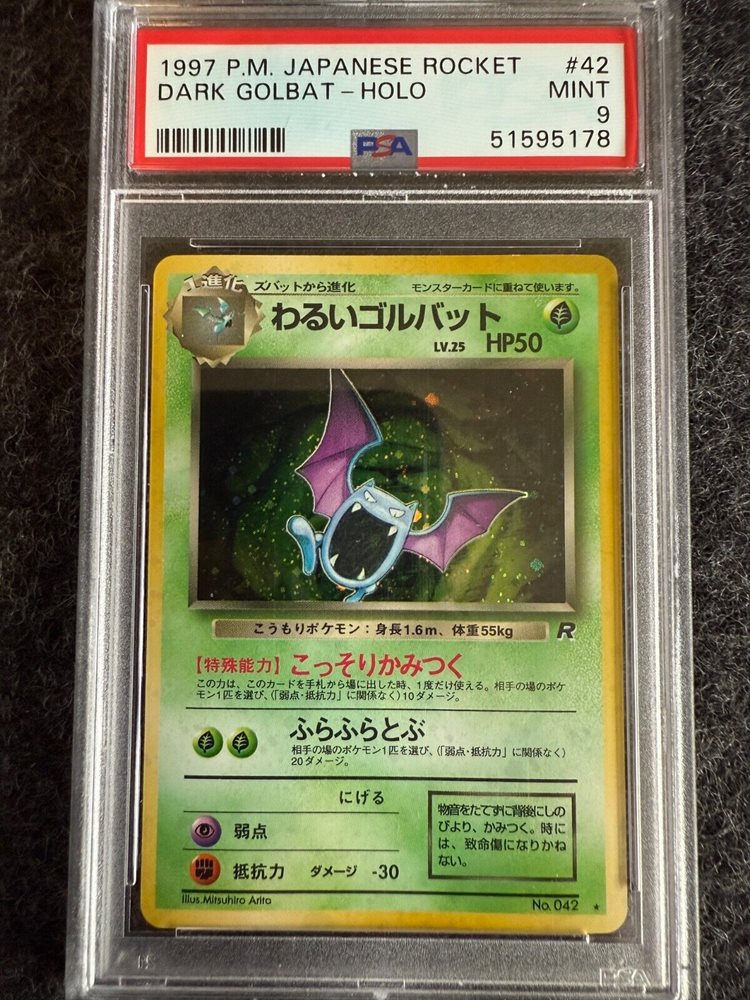 1997 P.M. JAPANESE ROCKET #42
DARK GOLBAT - HOLO MINT
9
PSA 51595178
1進化 ズバットから進化 モンスターカードに重ねて使います。
わるいゴルバット
LV.25 HP50
こうもりポケモン:身長1.6m、体重55kg R
【特殊能力】こっそりかみつく
この力は、このカードを手札から場に出した時、1度だけ使える。相手の場のポケ
モン1匹を選び、(「弱点・抵抗力」に関係なく)10ダメージ。
ふらふらとぶ
相手の場のポケモン1匹を選び、(「弱点・抵抗力」に関係なく)
20ダメージ。
にげる
弱点
抵抗力 ダメージ -30
物音をたてずに背後にしの
びより、かみつく。時に
は、致命傷になりかね
ない。
Illus.Mitsuhiro Arita No. 042